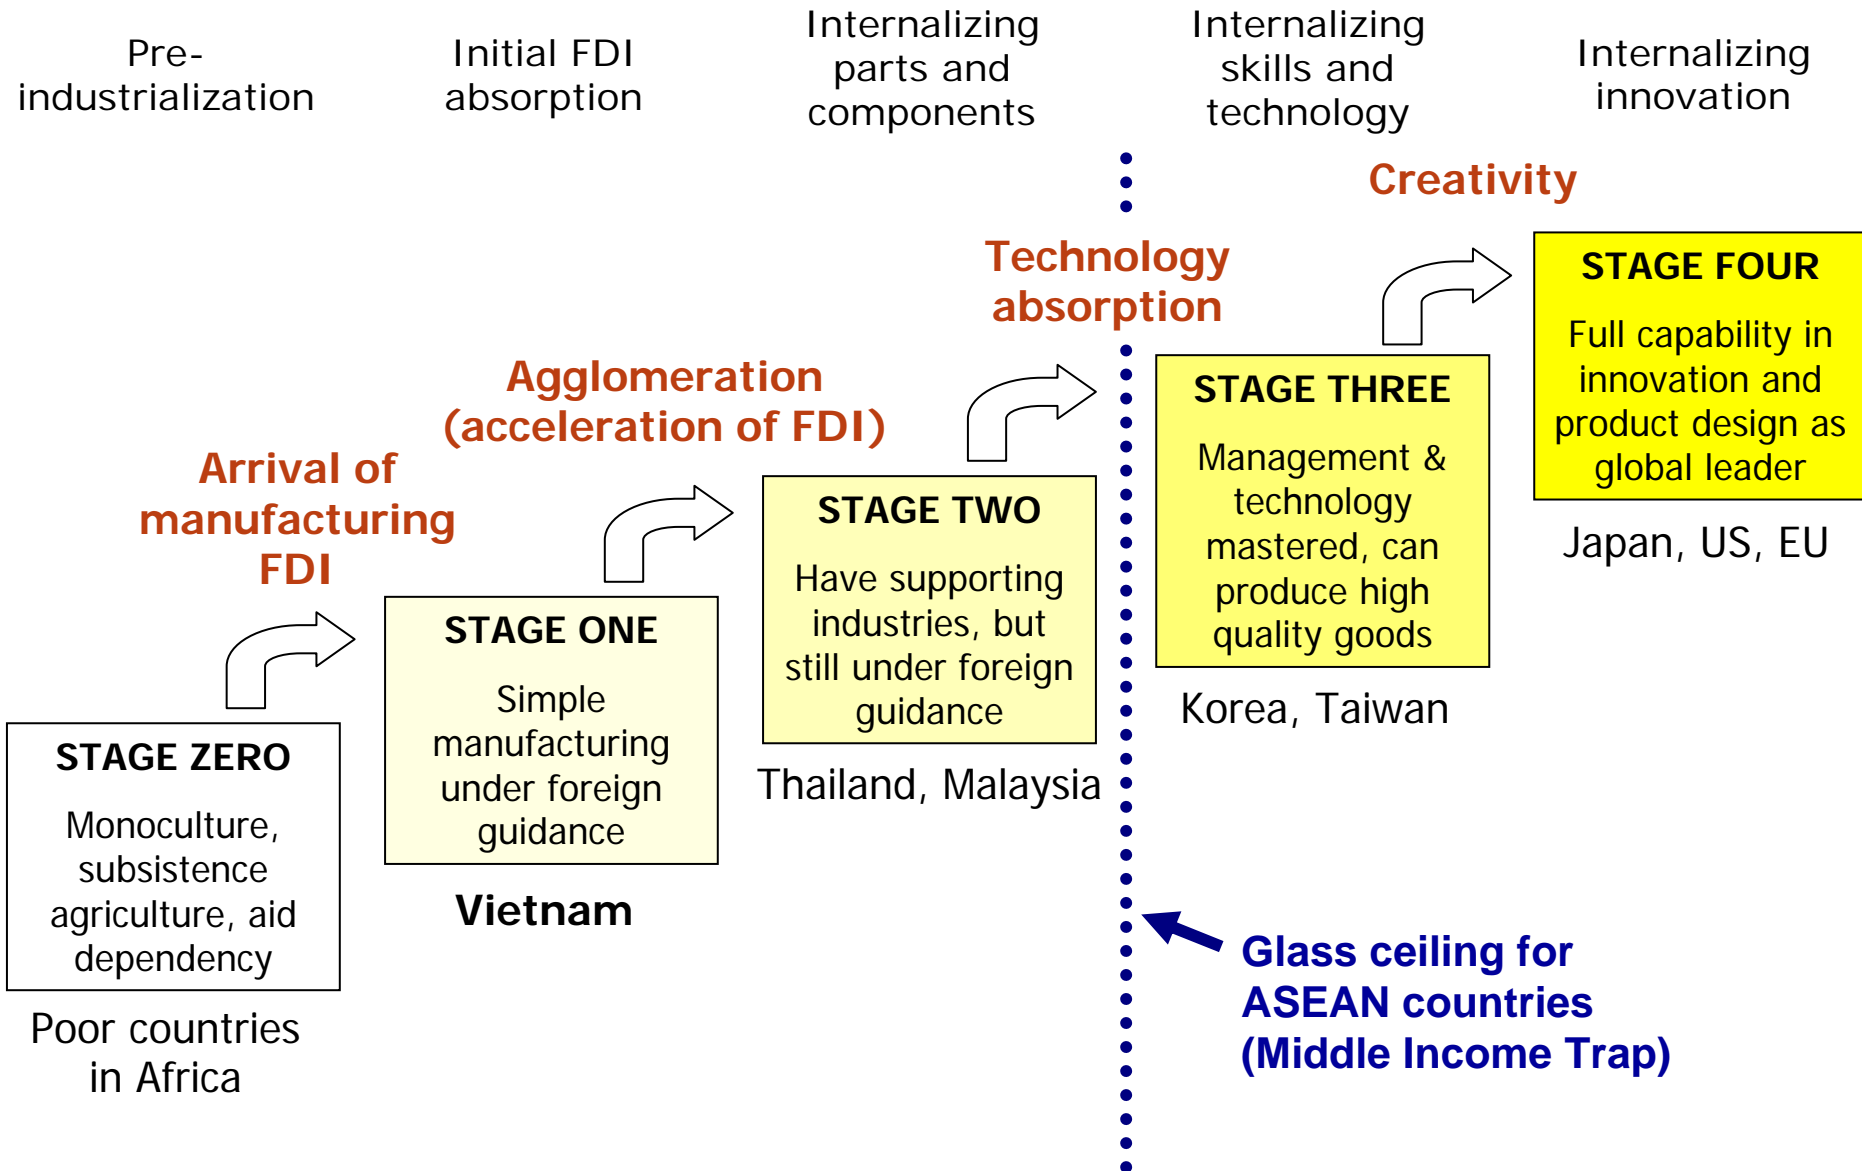 Pre-
industrialization
Initial FDI
absorption
Internalizing
parts and
components
Internalizing
skills and
technology
Internalizing
innovation
Creativity
Technology
absorption
Agglomeration
(acceleration of FDI)
Arrival of
manufacturing
FDI
STAGE ZERO
Monoculture,
subsistence
agriculture, aid
dependency
Poor countries
in Africa
STAGE ONE
Simple
manufacturing
under foreign
guidance
Vietnam
STAGE TWO
Have supporting
industries, but
still under foreign
guidance
Thailand, Malaysia
STAGE THREE
Management &
technology
mastered, can
produce high
quality goods
Korea, Taiwan
STAGE FOUR
Full capability in
innovation and
product design as
global leader
Japan, US, EU
Glass ceiling for
ASEAN countries
(Middle Income Trap)